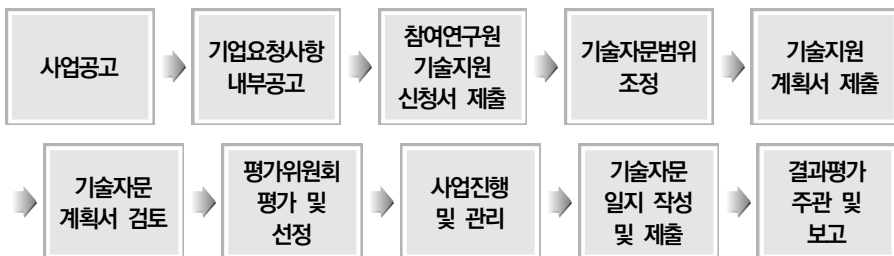 사업공고
기업요청사항
내부공고
참여연구원
기술지원
신청서 제출
기술자문범위
조정
기술지원
계획서 제출
기술자문
계획서 검토
평가위원회
평가 및
선정
사업진행
및 관리
기술자문
일지 작성
및 제출
결과평가
주관 및
보고